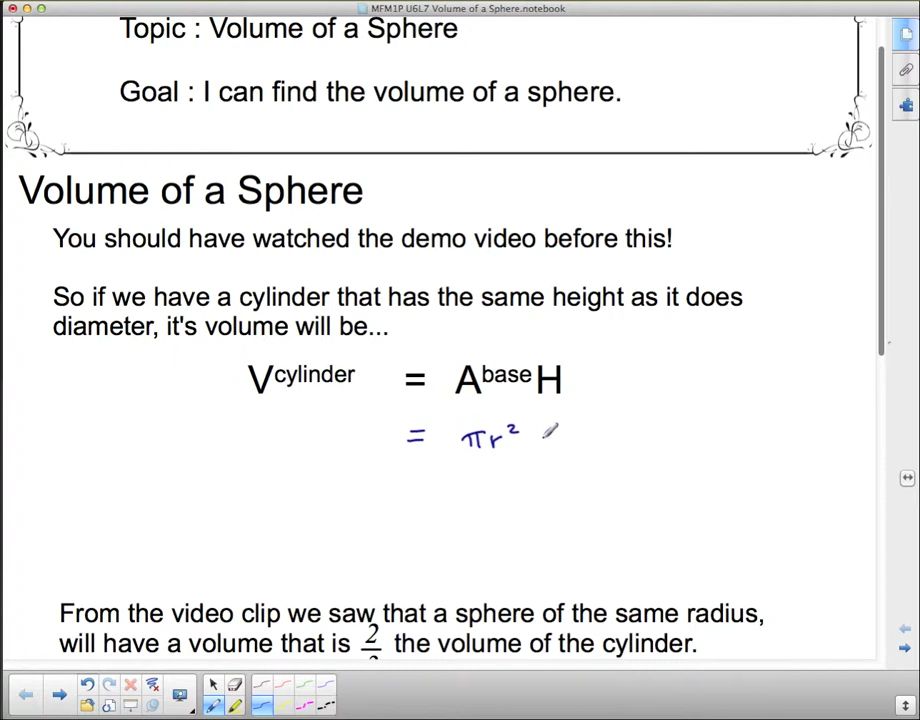 MFM1P U6L7 Volume of a Sphere.notebook
Topic : Volume of a Sphere
Goal : I can find the volume of a sphere.
Volume of a Sphere
You should have watched the demo video before this!
So if we have a cylinder that has the same height as it does
diameter, it's volume will be...
Vcylinder = AbaseH
= πr²
From the video clip we saw that a sphere of the same radius,
will have a volume that is 2 the volume of the cylinder.